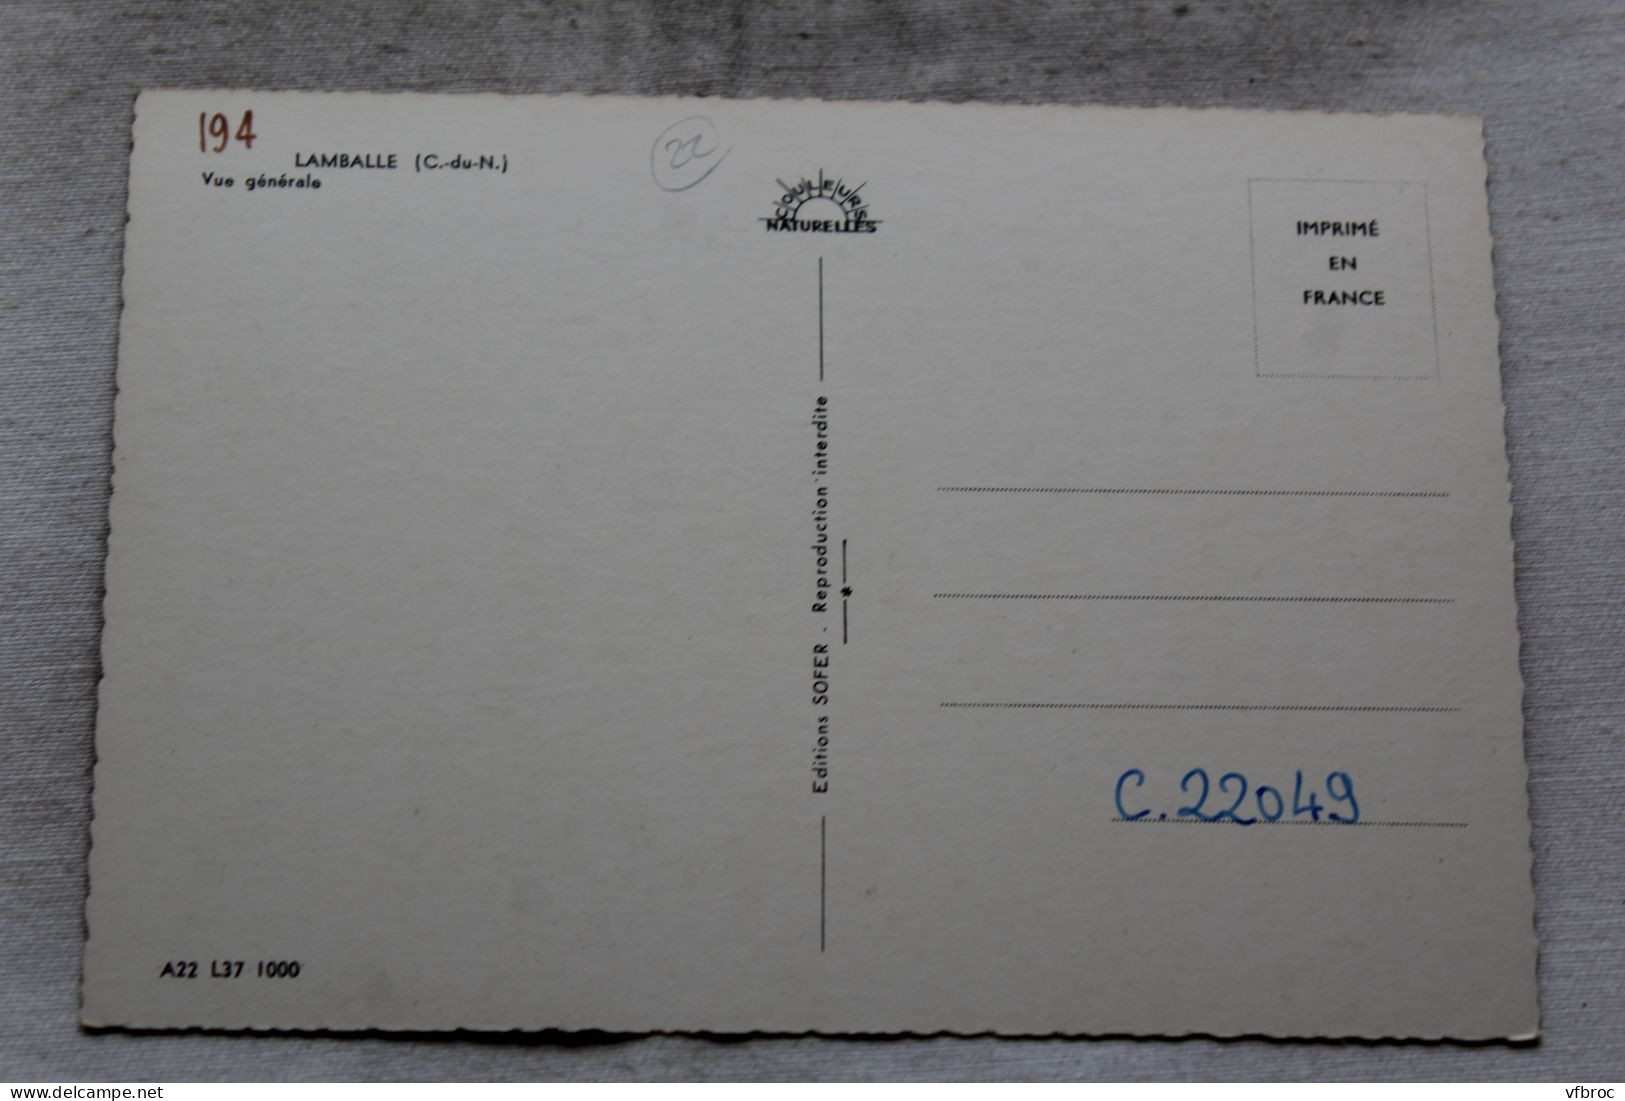 194
LAMBALLE (C.-du-N.)
Vue générale
22
COULEURS
NATURELLES
IMPRIMÉ
EN
FRANCE
Editions SOFER - Reproduction interdite
*
C.22049
A22 L37 1000
delcampe.net
vfbroc